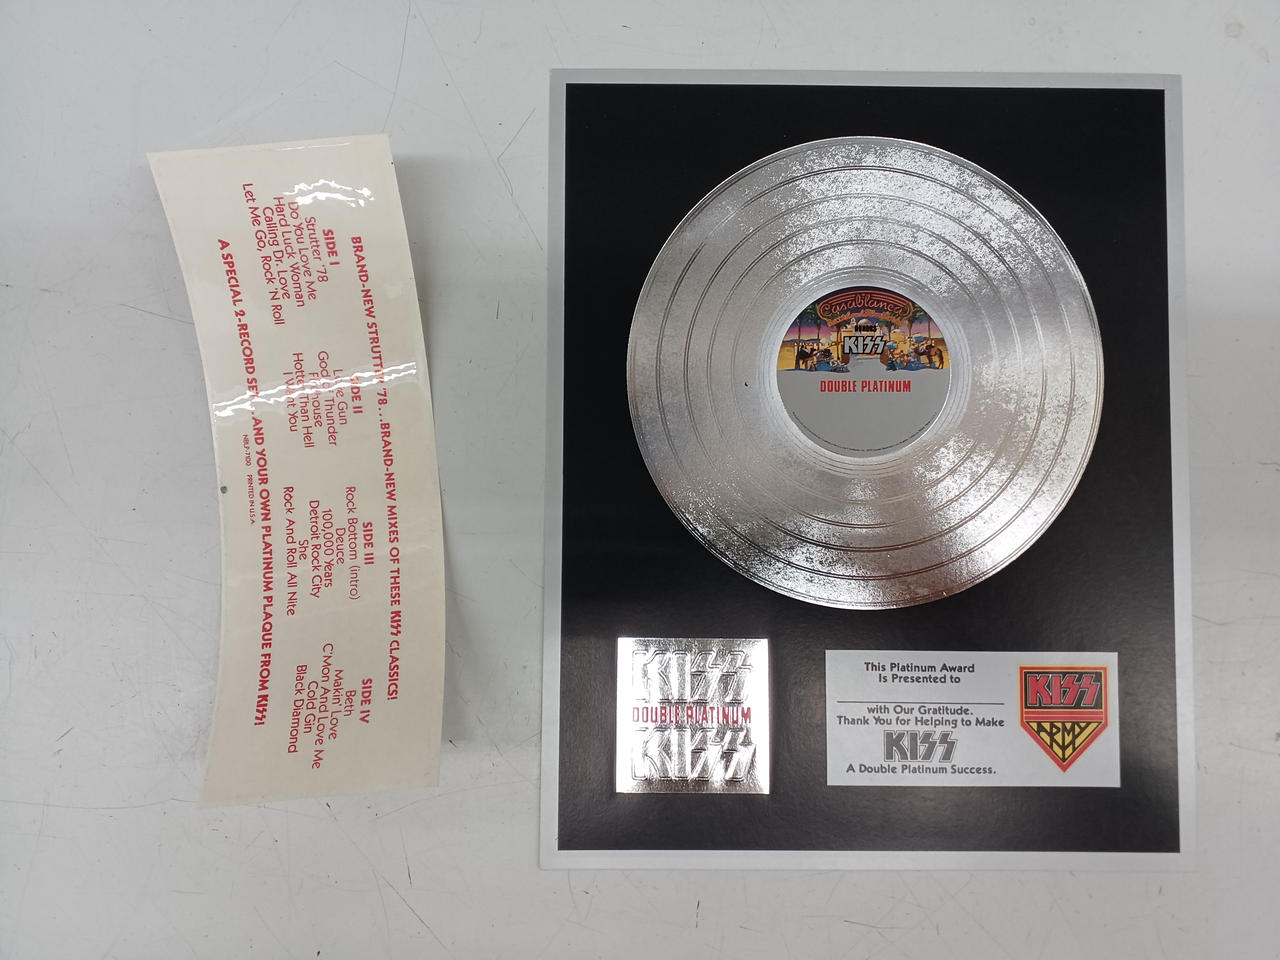 BRAND-NEW STRUTTER '78...BRAND-NEW MIXES OF THESE KISS CLASSICS!
SIDE I
Strutter '78
Do You Love Me
Hard Luck Woman
Calling Dr. Love
Let Me Go, Rock 'N Roll
SIDE II
Love Gun
God of Thunder
Firehouse
Hotter Than Hell
I Want You
SIDE III
Rock Bottom (intro)
Deuce
100,000 Years
Detroit Rock City
She
Rock And Roll All Nite
SIDE IV
Beth
Makin' Love
C'Mon And Love Me
Cold Gin
Black Diamond
A SPECIAL 2-RECORD SET...AND YOUR OWN PLATINUM PLAQUE FROM KISS!
NBLP-7100 PRINTED IN U.S.A.
Casablanca
KISS
DOUBLE PLATINUM
KISS
DOUBLE PLATINUM
KISS
This Platinum Award
Is Presented to
with Our Gratitude.
Thank You for Helping to Make
KISS
A Double Platinum Success.
KISS
ARMY